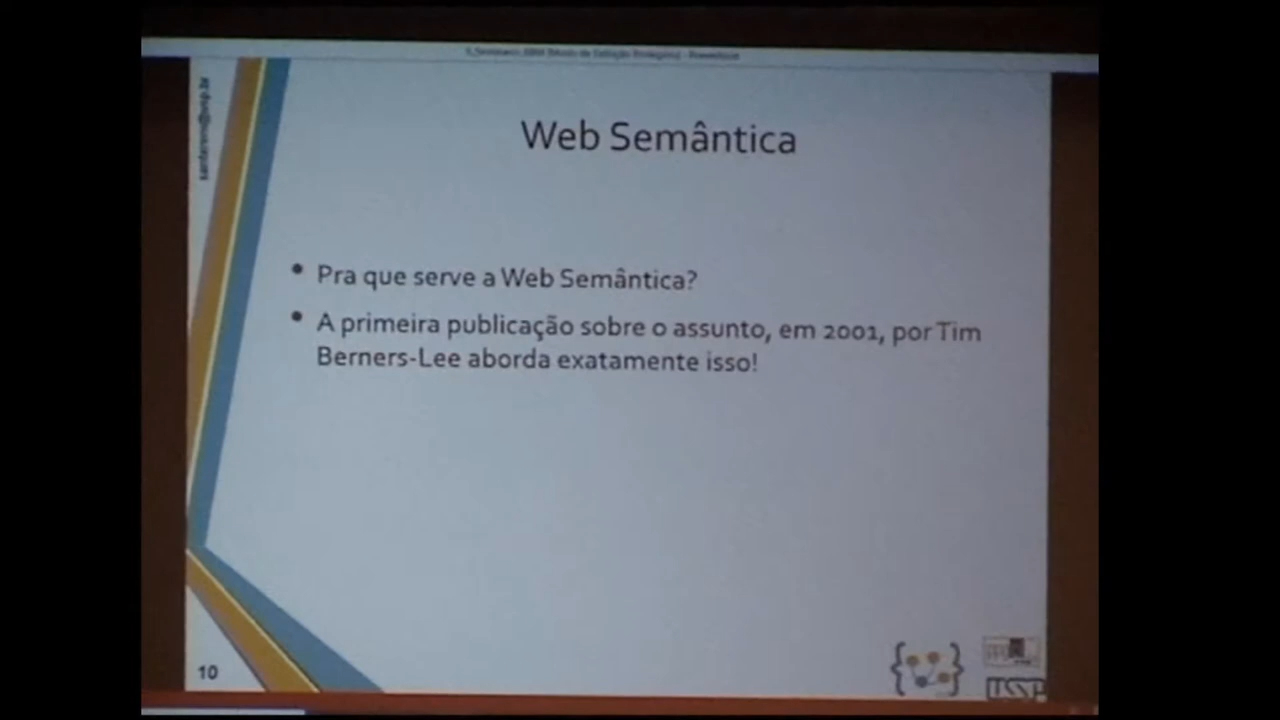 Web Semântica
Pra que serve a Web Semântica?
A primeira publicação sobre o assunto, em 2001, por Tim
Berners-Lee aborda exatamente isso!
10
USP